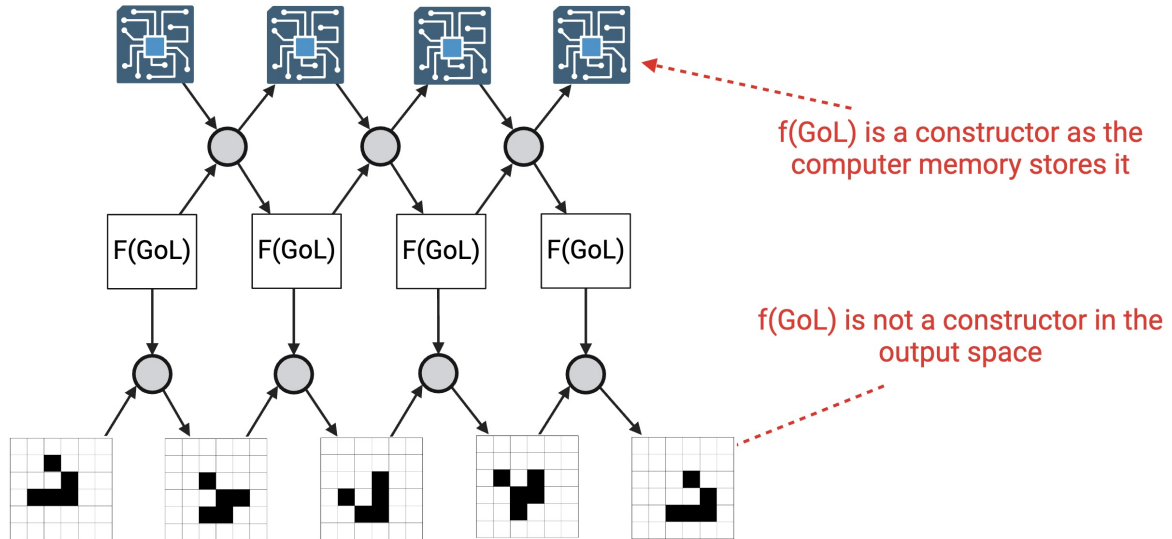 f(GoL) is a constructor as the
computer memory stores it
F(GoL) F(GoL) F(GoL) F(GoL)
f(GoL) is not a constructor in the
output space